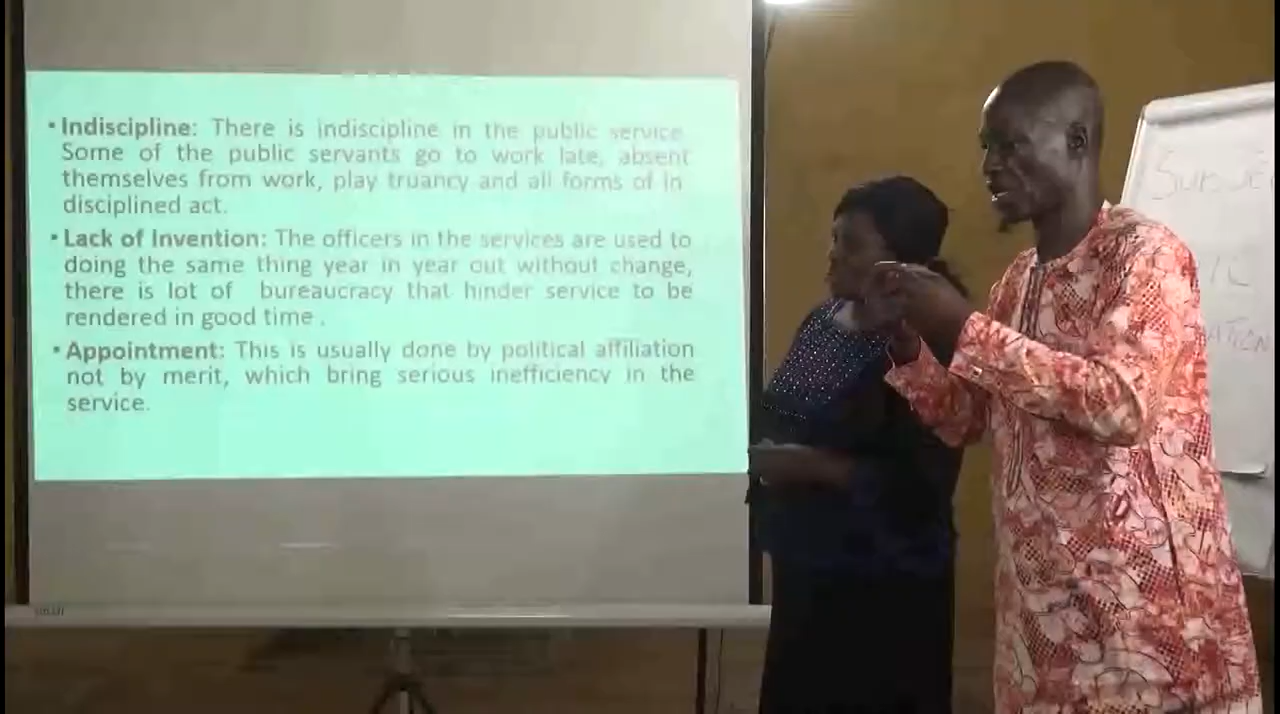 • Indiscipline: There is indiscipline in the public service.
Some of the public servants go to work late, absent
themselves from work, play truancy and all forms of in
disciplined act.
• Lack of Invention: The officers in the services are used to
doing the same thing year in year out without change,
there is lot of bureaucracy that hinder service to be
rendered in good time .
• Appointment: This is usually done by political affiliation
not by merit, which bring serious inefficiency in the
service.